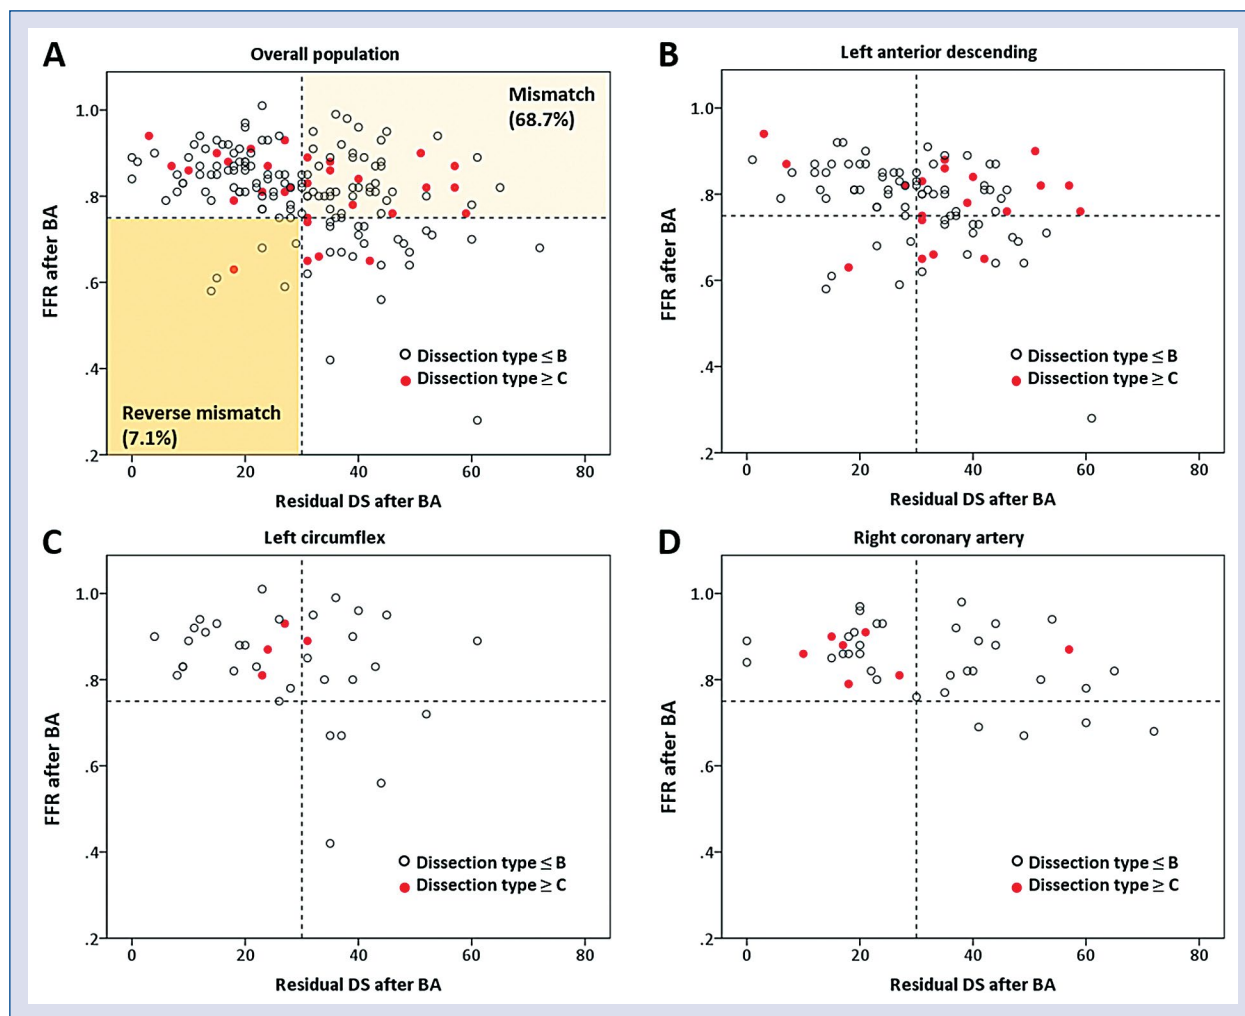 A
Overall population
Mismatch
(68.7%)
1.0
.8
.6
.4
.2
FFR after BA
Dissection type ≤ B
Dissection type ≥ C
Reverse mismatch
(7.1%)
0 20 40 60 80
Residual DS after BA
B
Left anterior descending
1.0
.8
.6
.4
.2
FFR after BA
Dissection type ≤ B
Dissection type ≥ C
0 20 40 60 80
Residual DS after BA
C
Left circumflex
1.0
.8
.6
.4
.2
FFR after BA
Dissection type ≤ B
Dissection type ≥ C
0 20 40 60 80
Residual DS after BA
D
Right coronary artery
1.0
.8
.6
.4
.2
FFR after BA
Dissection type ≤ B
Dissection type ≥ C
0 20 40 60 80
Residual DS after BA